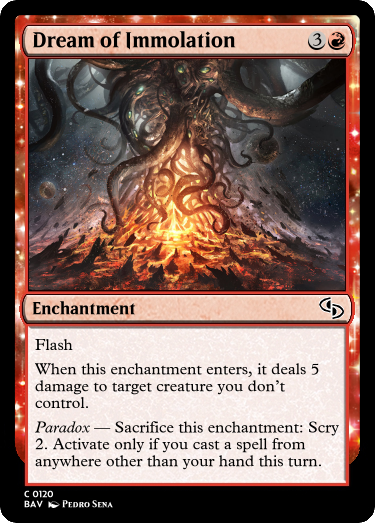 Dream of Immolation 3
Enchantment
Flash
When this enchantment enters, it deals 5
damage to target creature you don't
control.
Paradox — Sacrifice this enchantment: Scry
2. Activate only if you cast a spell from
anywhere other than your hand this turn.
C 0120
BAV Pedro Sena